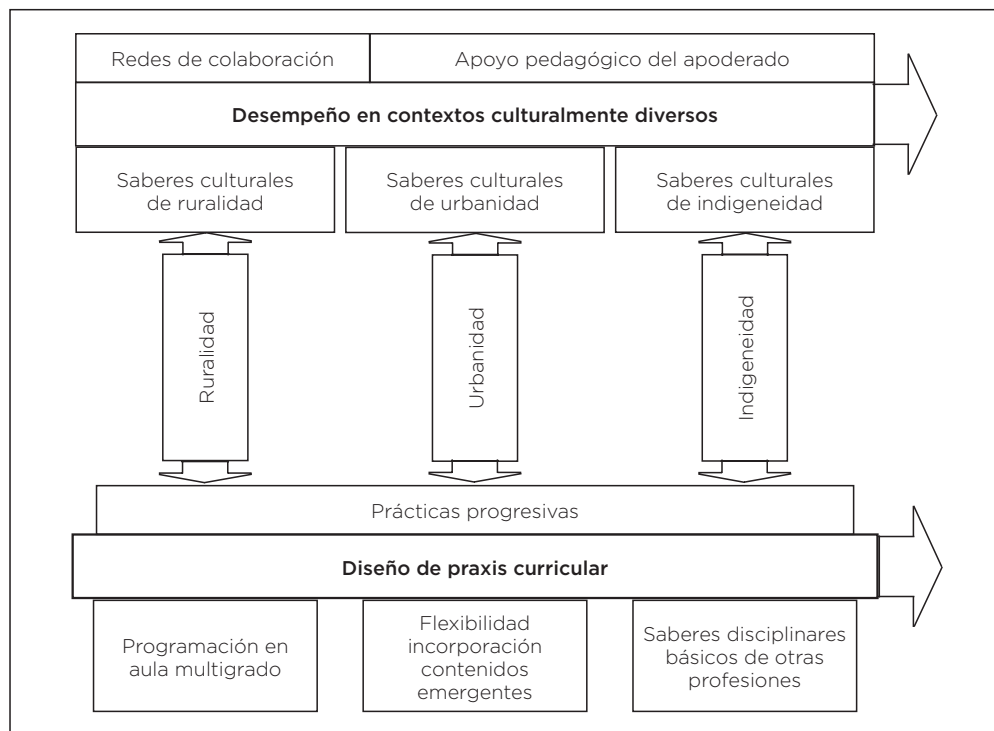 Redes de colaboración
Apoyo pedagógico del apoderado
Desempeño en contextos culturalmente diversos
Saberes culturales
de ruralidad
Saberes culturales
de urbanidad
Saberes culturales
de indigeneidad
Ruralidad
Urbanidad
Indigeneidad
Prácticas progresivas
Diseño de praxis curricular
Programación en
aula multigrado
Flexibilidad
incorporación
contenidos
emergentes
Saberes disciplinares
básicos de otras
profesiones